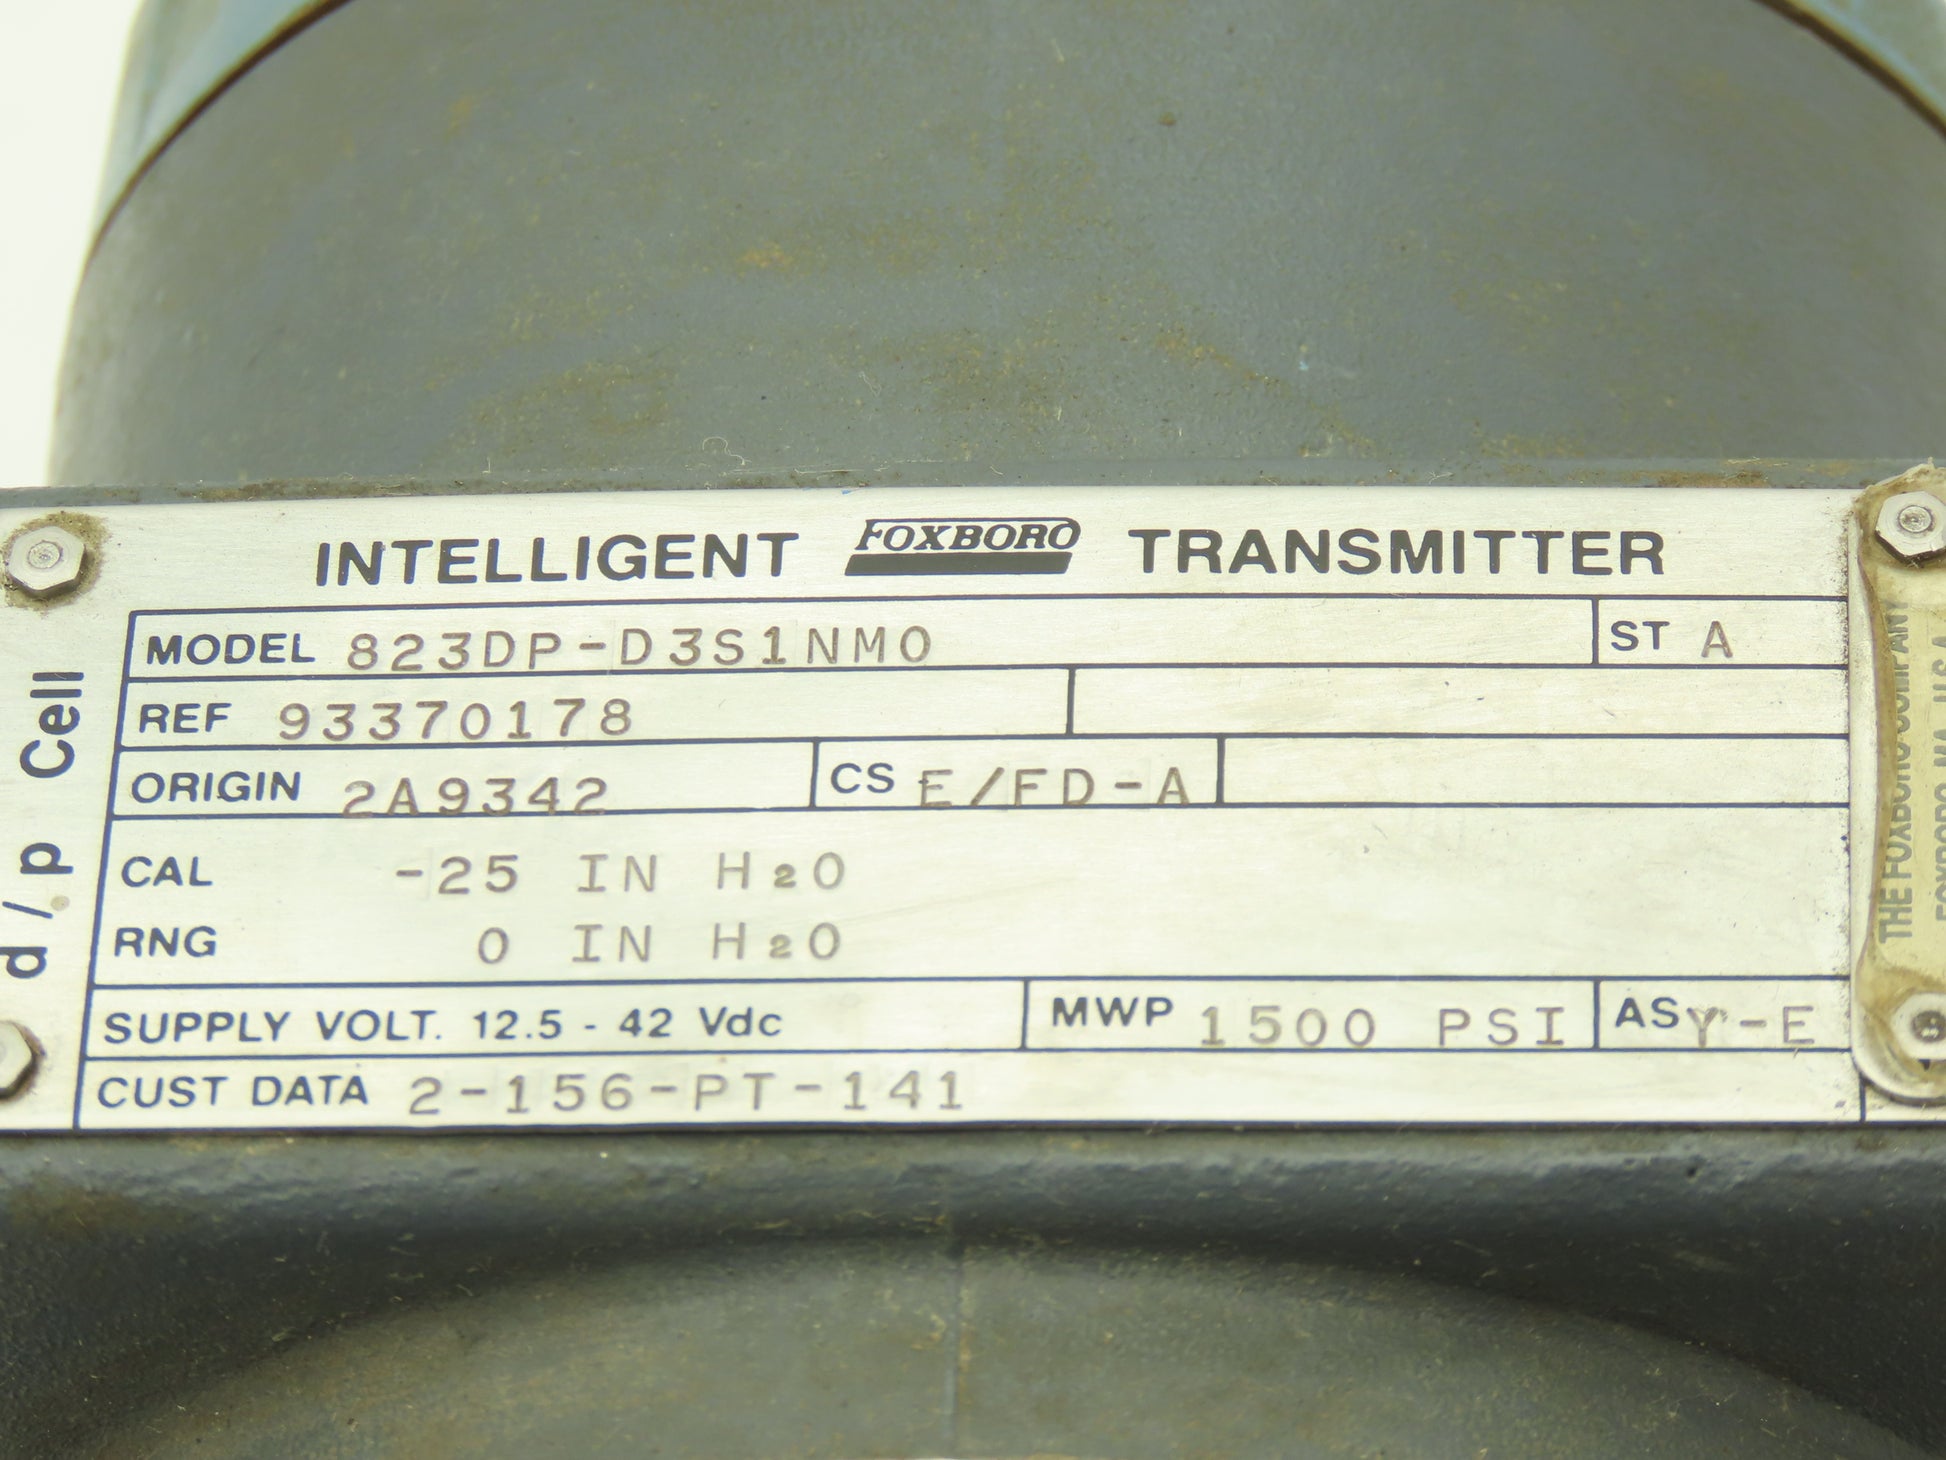 INTELLIGENT FOXBORO TRANSMITTER
MODEL 823DP-D3S1NM0 ST A
REF 93370178
ORIGIN 2A9342 CS E/FD-A
CAL -25 IN H2O
RNG 0 IN H2O
SUPPLY VOLT. 12.5 - 42 Vdc MWP 1500 PSI AS Y-E
CUST DATA 2-156-PT-141
d/p Cell
THE FOXBORO COMPANY
FOXBORO, MA, U.S.A.